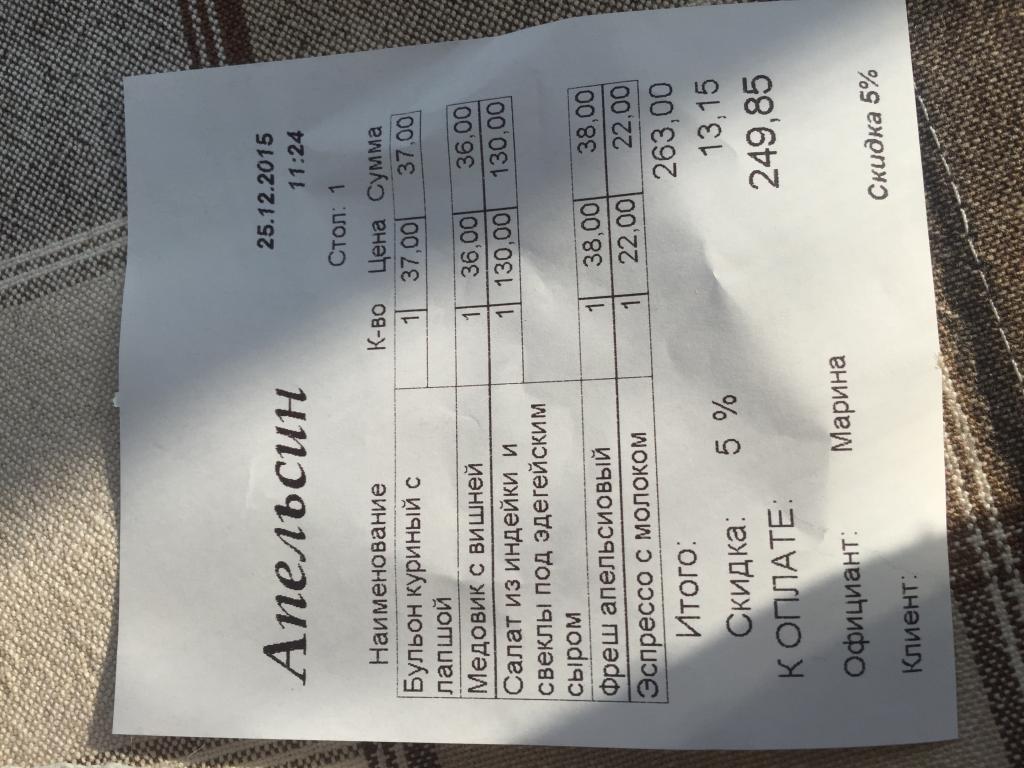 Апельсин
25.12.2015
11:24
Стол: 1
Наименование К-во Цена Сумма
Бульон куриный с 1 37,00 37,00
лапшой
Медовик с вишней 1 36,00 36,00
Салат из индейки и 1 130,00 130,00
свеклы под эдегейским
сыром
Фреш апельсиовый 1 38,00 38,00
Эспрессо с молоком 1 22,00 22,00
Итого: 263,00
Скидка: 5 % 13,15
К ОПЛАТЕ: 249,85
Официант: Марина
Клиент: Скидка 5%